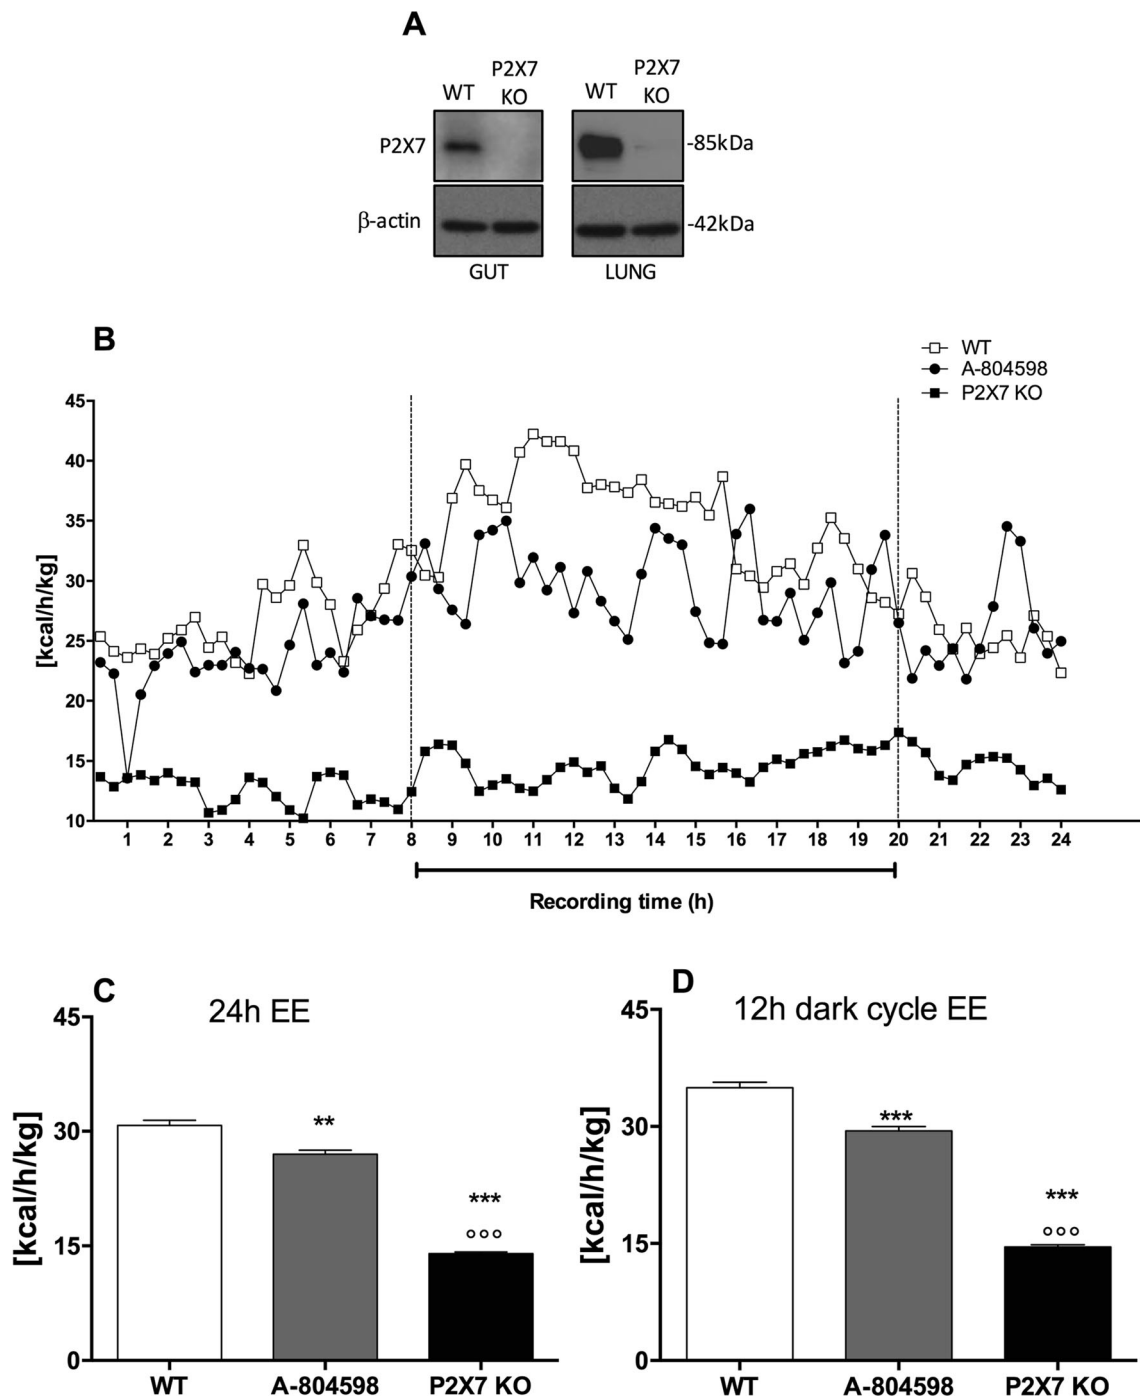 A
WT
P2X7
KO
WT
P2X7
KO
P2X7
-85kDa
β-actin
-42kDa
GUT
LUNG
B
WT
A-804598
P2X7 KO
45
40
35
30
25
20
15
10
[kcal/h/kg]
1 2 3 4 5 6 7 8 9 10 11 12 13 14 15 16 17 18 19 20 21 22 23 24
Recording time (h)
C
24h EE
45
30
15
0
[kcal/h/kg]
**
***
°°°
WT A-804598 P2X7 KO
D
12h dark cycle EE
45
30
15
0
[kcal/h/kg]
***
***
°°°
WT A-804598 P2X7 KO